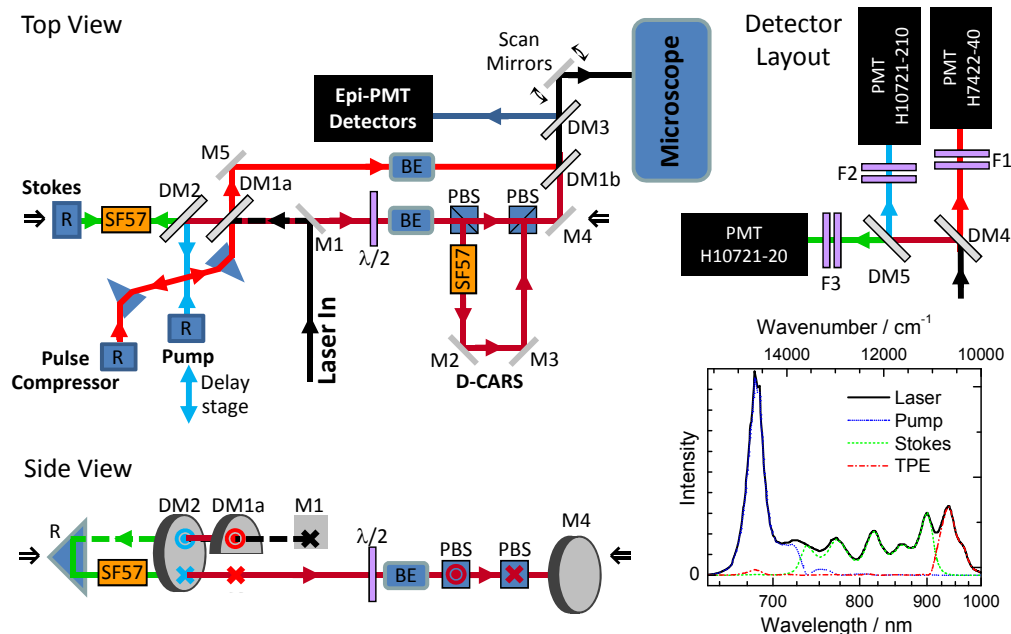 Top View
Scan
Mirrors
Epi-PMT
Detectors
DM3
Microscope
M5
BE
DM1b
Stokes
DM2
DM1a
PBS
PBS
R
SF57
M1
λ/2
BE
M4
SF57
Laser In
R
R
Pulse
Compressor
Pump
M2
M3
D-CARS
Delay
stage
Detector
Layout
PMT
H10721-210
PMT
H7422-40
F2
F1
PMT
H10721-20
F3
DM5
DM4
Side View
R
DM2
DM1a
M1
M4
λ/2
PBS
PBS
SF57
BE
Wavenumber / cm-1
14000
12000
10000
Laser
Pump
Stokes
TPE
Intensity
0
700
800
900
1000
Wavelength / nm